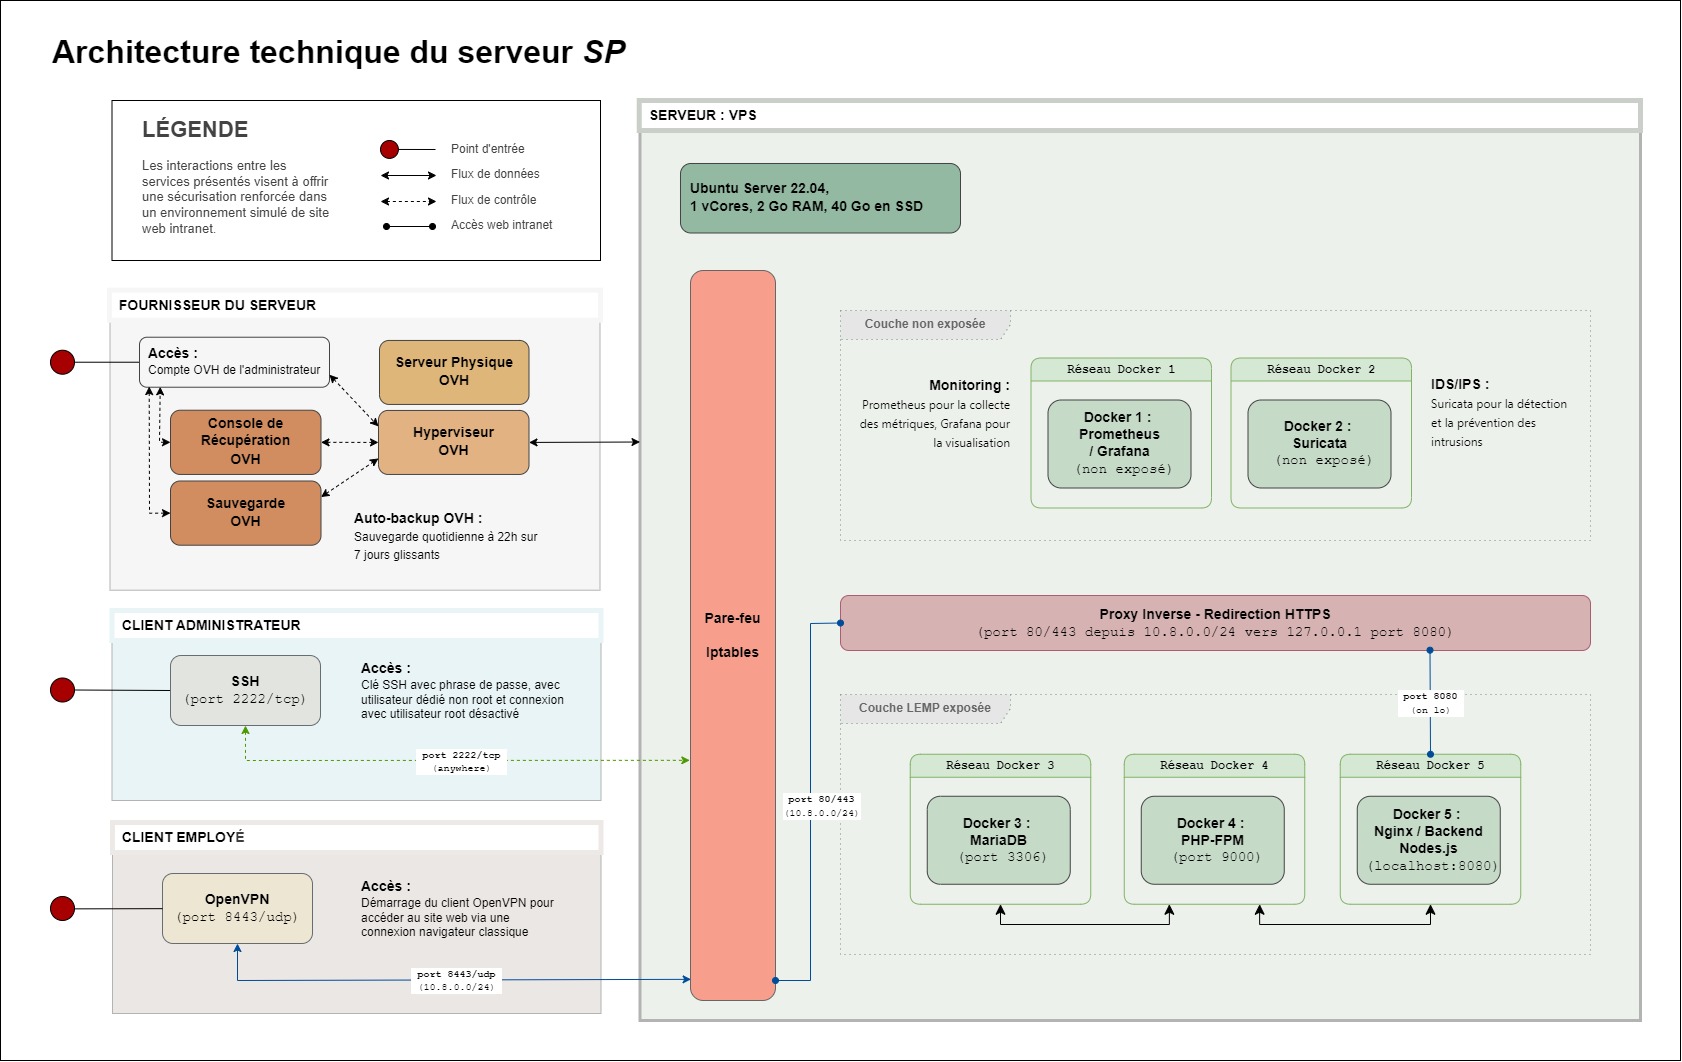 Architecture technique du serveur SP
LÉGENDE
Les interactions entre les
services présentés visent à offrir
une sécurisation renforcée dans
un environnement simulé de site
web intranet.
Point d'entrée
Flux de données
Flux de contrôle
Accès web intranet
FOURNISSEUR DU SERVEUR
Accès :
Compte OVH de l'administrateur
Serveur Physique
OVH
Console de
Récupération
OVH
Hyperviseur
OVH
Sauvegarde
OVH
Auto-backup OVH :
Sauvegarde quotidienne à 22h sur
7 jours glissants
CLIENT ADMINISTRATEUR
SSH
(port 2222/tcp)
Accès :
Clé SSH avec phrase de passe, avec
utilisateur dédié non root et connexion
avec utilisateur root désactivé
port 2222/tcp
(anywhere)
CLIENT EMPLOYÉ
OpenVPN
(port 8443/udp)
Accès :
Démarrage du client OpenVPN pour
accéder au site web via une
connexion navigateur classique
port 8443/udp
(10.8.0.0/24)
SERVEUR : VPS
Ubuntu Server 22.04,
1 vCores, 2 Go RAM, 40 Go en SSD
Pare-feu
Iptables
Couche non exposée
Monitoring :
Prometheus pour la collecte
des métriques, Grafana pour
la visualisation
Réseau Docker 1
Docker 1 :
Prometheus
/ Grafana
(non exposé)
Réseau Docker 2
Docker 2 :
Suricata
(non exposé)
IDS/IPS :
Suricata pour la détection
et la prévention des
intrusions
Proxy Inverse - Redirection HTTPS
(port 80/443 depuis 10.8.0.0/24 vers 127.0.0.1 port 8080)
port 80/443
(10.8.0.0/24)
port 8080
(on lo)
Couche LEMP exposée
Réseau Docker 3
Docker 3 :
MariaDB
(port 3306)
Réseau Docker 4
Docker 4 :
PHP-FPM
(port 9000)
Réseau Docker 5
Docker 5 :
Nginx / Backend
Nodes.js
(localhost:8080)